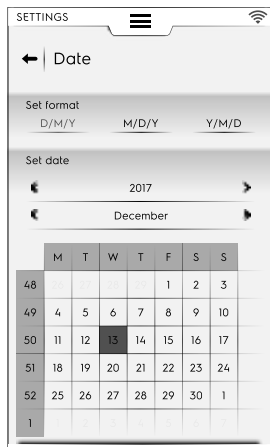 SETTINGS
Date
Set format
D/M/Y M/D/Y Y/M/D
Set date
2017
December
M T W T F S S
48 1 2 3
49 4 5 6 7 8 9 10
50 11 12 13 14 15 16 17
51 18 19 20 21 22 23 24
52 25 26 27 28 29 30 1
1